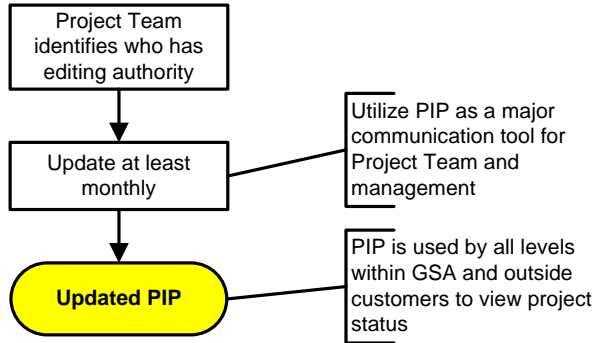 Project Team
identifies who has
editing authority
Utilize PIP as a major
communication tool for
Project Team and
management
Update at least
monthly
PIP is used by all levels
within GSA and outside
customers to view project
status
Updated PIP